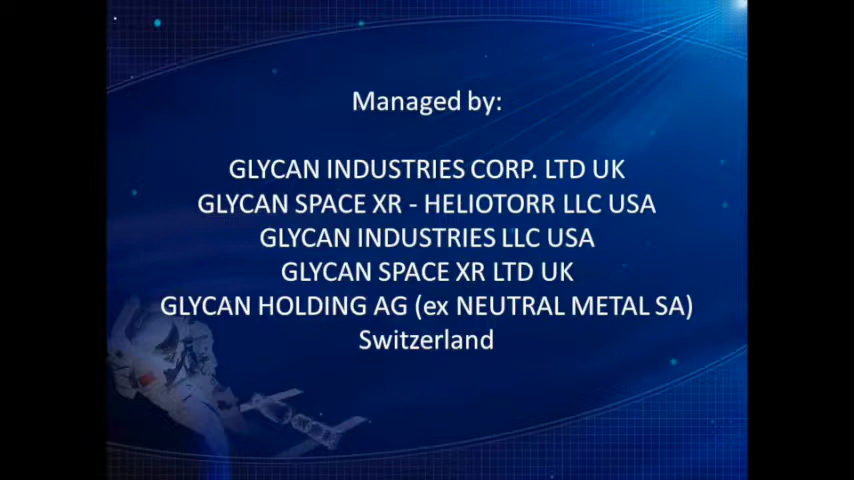 Managed by:
GLYCAN INDUSTRIES CORP. LTD UK
GLYCAN SPACE XR - HELIOTORR LLC USA
GLYCAN INDUSTRIES LLC USA
GLYCAN SPACE XR LTD UK
GLYCAN HOLDING AG (ex NEUTRAL METAL SA)
Switzerland